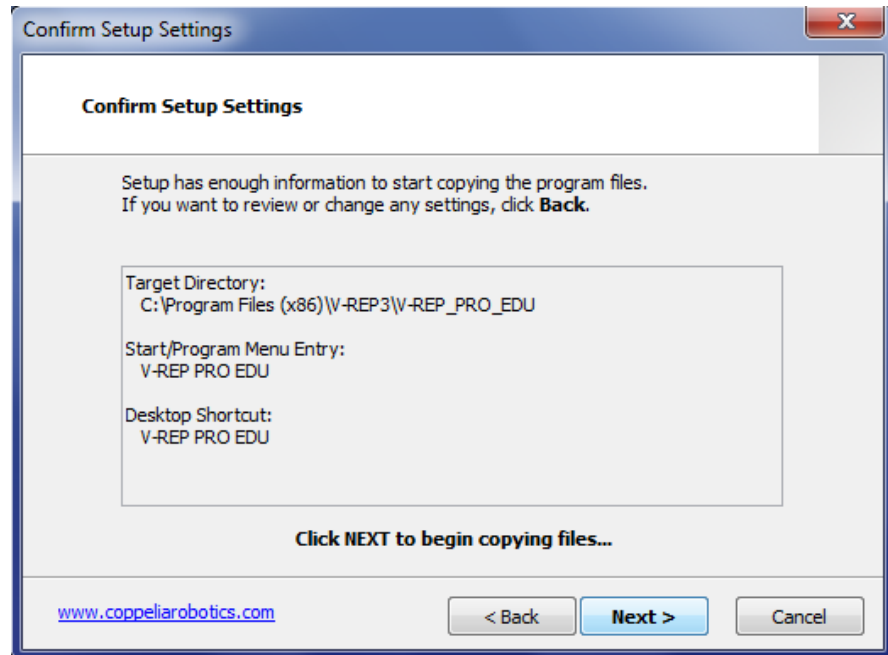 Confirm Setup Settings
Confirm Setup Settings
Setup has enough information to start copying the program files.
If you want to review or change any settings, click Back.
Target Directory:
C:\Program Files (x86)\V-REP3\V-REP_PRO_EDU
Start/Program Menu Entry:
V-REP PRO EDU
Desktop Shortcut:
V-REP PRO EDU
Click NEXT to begin copying files...
www.coppeliarobotics.com
< Back
Next >
Cancel